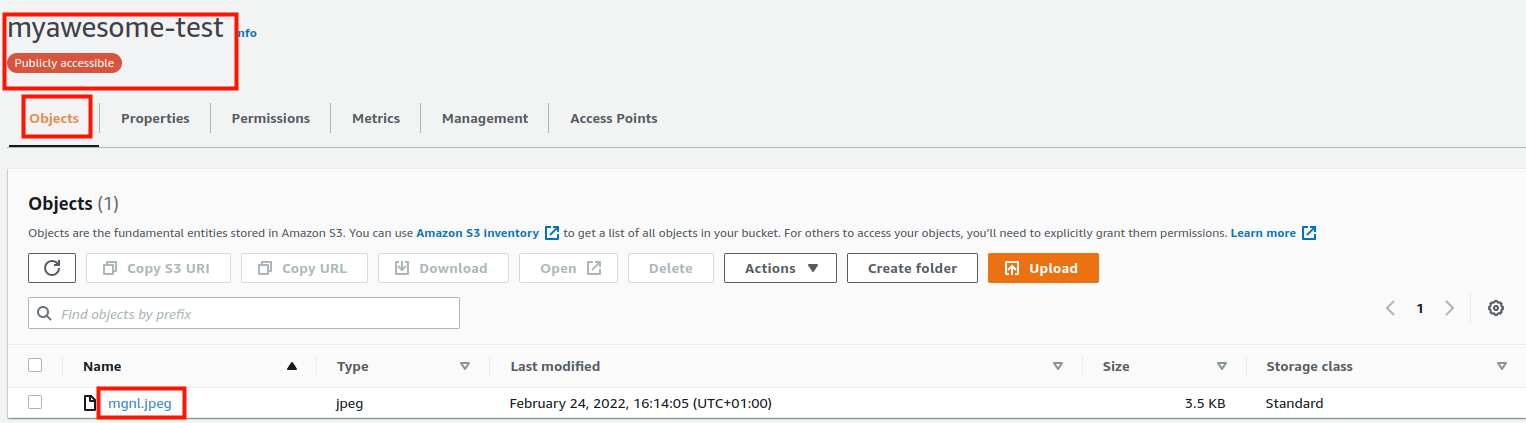 myawesome-test Info
Publicly accessible
Objects Properties Permissions Metrics Management Access Points
Objects (1)
Objects are the fundamental entities stored in Amazon S3. You can use Amazon S3 inventory to get a list of all objects in your bucket. For others to access your objects, you'll need to explicitly grant them permissions. Learn more
Copy S3 URI Copy URL Download Open Delete Actions Create folder Upload
Find objects by prefix 1
Name Type Last modified Size Storage class
mgnl.jpeg jpeg February 24, 2022, 16:14:05 (UTC+01:00) 3.5 KB Standard